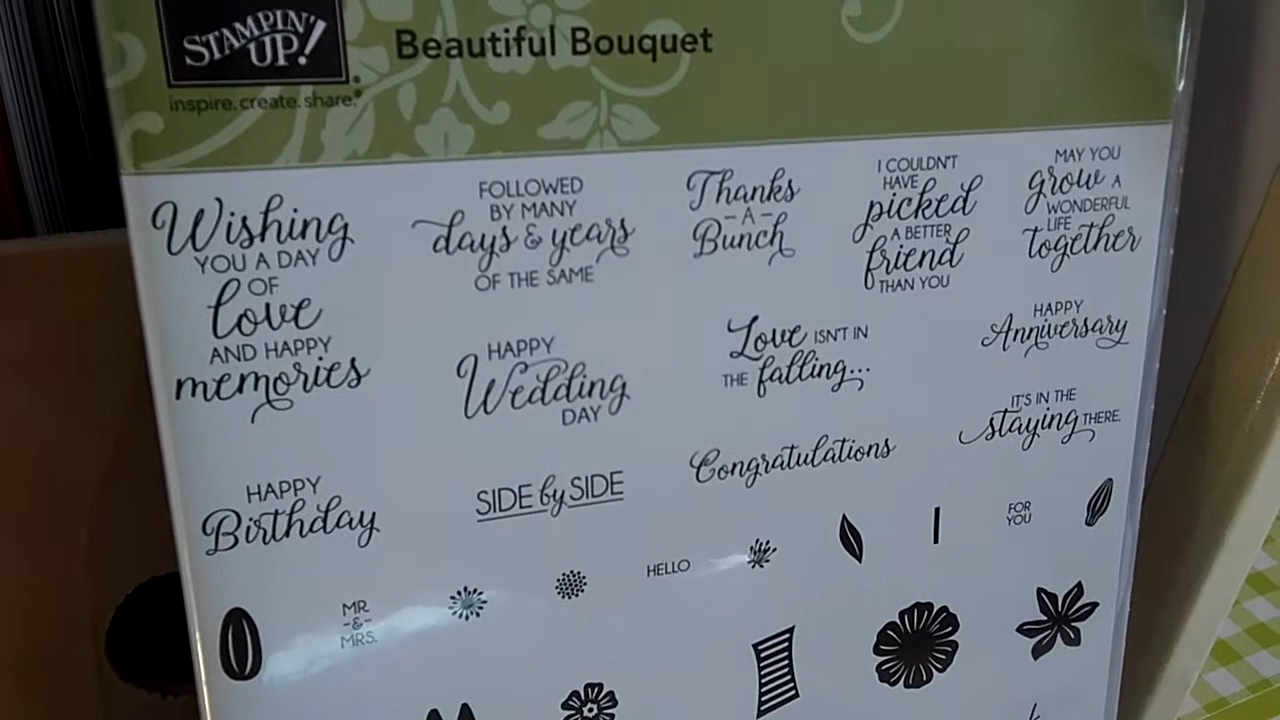 STAMPIN'
UP!
inspire.create.share.
Beautiful Bouquet
Wishing
YOU A DAY
OF
love
AND HAPPY
memories
FOLLOWED
BY MANY
days & years
OF THE SAME
Thanks
-A-
Bunch
I COULDN'T
HAVE
picked
A BETTER
friend
THAN YOU
MAY YOU
grow A
WONDERFUL
LIFE
together
HAPPY
Wedding
DAY
Love ISN'T IN
THE falling...
HAPPY
Anniversary
IT'S IN THE
staying THERE.
HAPPY
Birthday
SIDE by SIDE
Congratulations
FOR
YOU
HELLO
MR.
-&-
MRS.